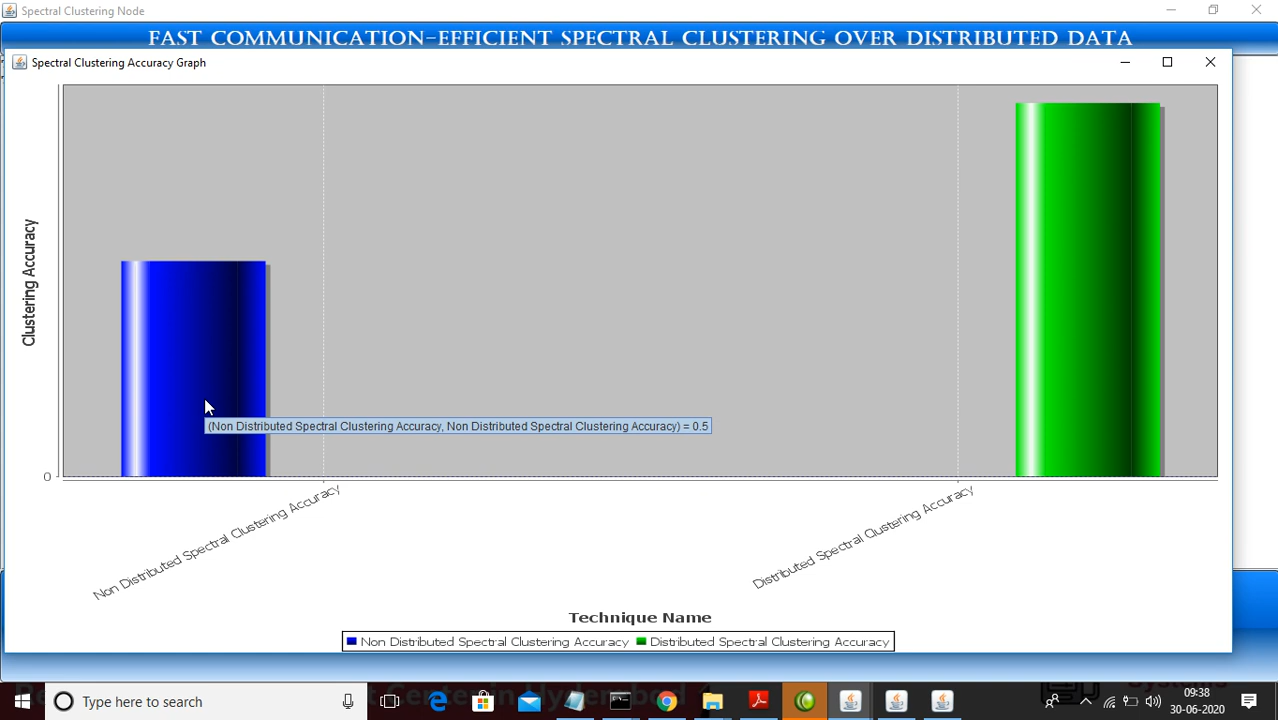 Spectral Clustering Node
FAST COMMUNICATION-EFFICIENT SPECTRAL CLUSTERING OVER DISTRIBUTED DATA
Spectral Clustering Accuracy Graph
Clustering Accuracy
(Non Distributed Spectral Clustering Accuracy, Non Distributed Spectral Clustering Accuracy) = 0.5
0
Non Distributed Spectral Clustering Accuracy
Distributed Spectral Clustering Accuracy
Technique Name
Non Distributed Spectral Clustering Accuracy Distributed Spectral Clustering Accuracy
Type here to search
09:38
30-06-2020